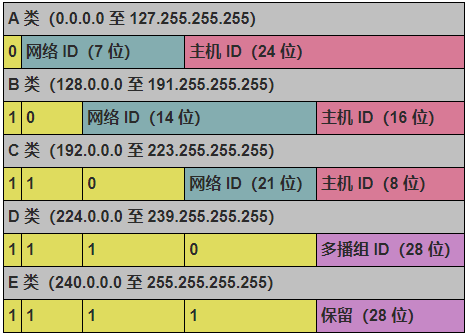 A 类（0.0.0.0 至 127.255.255.255)
0 网络 ID（7 位） 主机 ID（24 位）
B 类（128.0.0.0 至 191.255.255.255)
1 0 网络 ID（14 位） 主机 ID（16 位）
C 类（192.0.0.0 至 223.255.255.255)
1 1 0 网络 ID（21 位） 主机 ID（8 位）
D 类（224.0.0.0 至 239.255.255.255)
1 1 1 0 多播组 ID（28 位）
E 类（240.0.0.0 至 255.255.255.255)
1 1 1 1 保留（28 位）